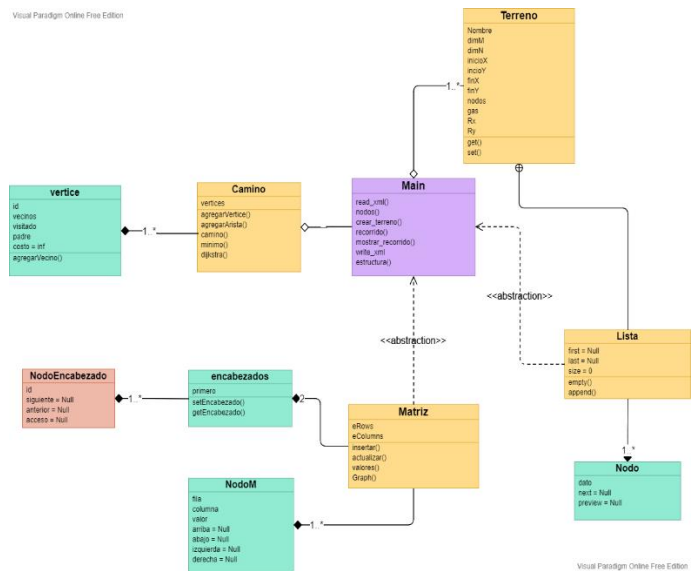 Visual Paradigm Online Free Edition
Terreno
Nombre
dimM
dimN
inicioX
incioY
finX
finY
nodos
gas
Rx
Ry
get()
set()
1..*
vertice
id
vecinos
visitado
padre
costo = inf
agregarVecino()
1..*
Camino
vertices
agregarVertice()
agregarArista()
camino()
minimo()
dijkstra()
Main
read_xml()
nodos()
crear_terreno()
recorrido()
mostrar_recorrido()
write_xml
estructura()
<<abstraction>>
<<abstraction>>
Lista
first = Null
last = Null
size = 0
empty()
append()
NodoEncabezado
id
siguiente = Null
anterior = Null
acceso = Null
1..*
encabezados
primero
setEncabezado()
getEncabezado()
2
Matriz
eRows
eColumns
insertar()
actualizar()
valores()
Graph()
1..*
Nodo
dato
next = Null
preview = Null
NodoM
fila
columna
valor
arriba = Null
abajo = Null
izquierda = Null
derecha = Null
1..*
Visual Paradigm Online Free Edition